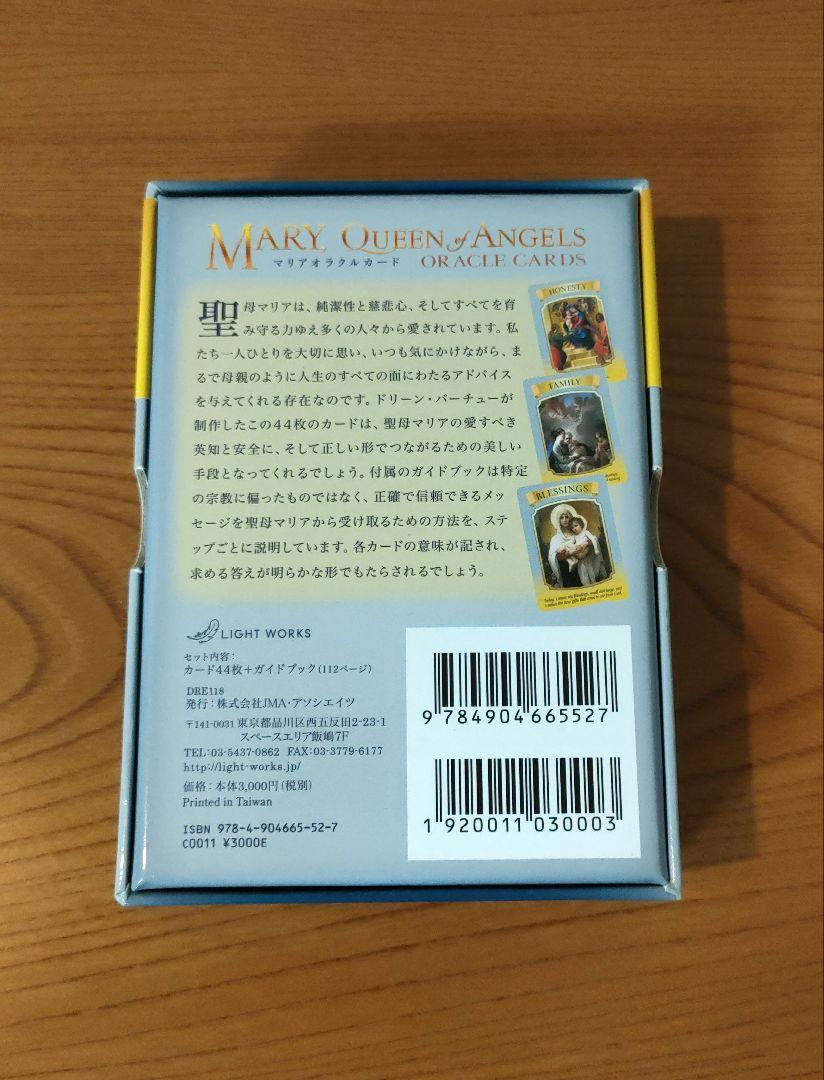 MARY, QUEEN of ANGELS
マリアオラクルカード ORACLE CARDS
聖母マリアは、純潔性と慈悲心、そしてすべてを育
み守る力ゆえ多くの人々から愛されています。私
たち一人ひとりを大切に思い、いつも気にかけながら、ま
るで母親のように人生のすべての面にわたるアドバイス
を与えてくれる存在なのです。ドリーン・バーチューが
制作したこの44枚のカードは、聖母マリアの愛すべき
英知と安全に、そして正しい形でつながるための美しい
手段となってくれるでしょう。付属のガイドブックは特定
の宗教に偏ったものではなく、正確で信頼できるメッ
セージを聖母マリアから受け取るための方法を、ステ
ップごとに説明しています。各カードの意味が記され、
求める答えが明らかな形でもたらされるでしょう。
HONESTY
FAMILY
BLESSINGS
LIGHT WORKS
セット内容:
カード44枚+ガイドブック(112ページ)
DRE118
発行:株式会社JMA・アソシエイツ
〒141-0031 東京都品川区西五反田2-23-1
スペースエリア飯嶋7F
TEL:03-5437-0862 FAX:03-3779-6177
http://light-works.jp/
価格:本体3,000円(税別)
Printed in Taiwan
ISBN 978-4-904665-52-7
C0011 ¥3000E
9 784904 665527
1 920011 030003